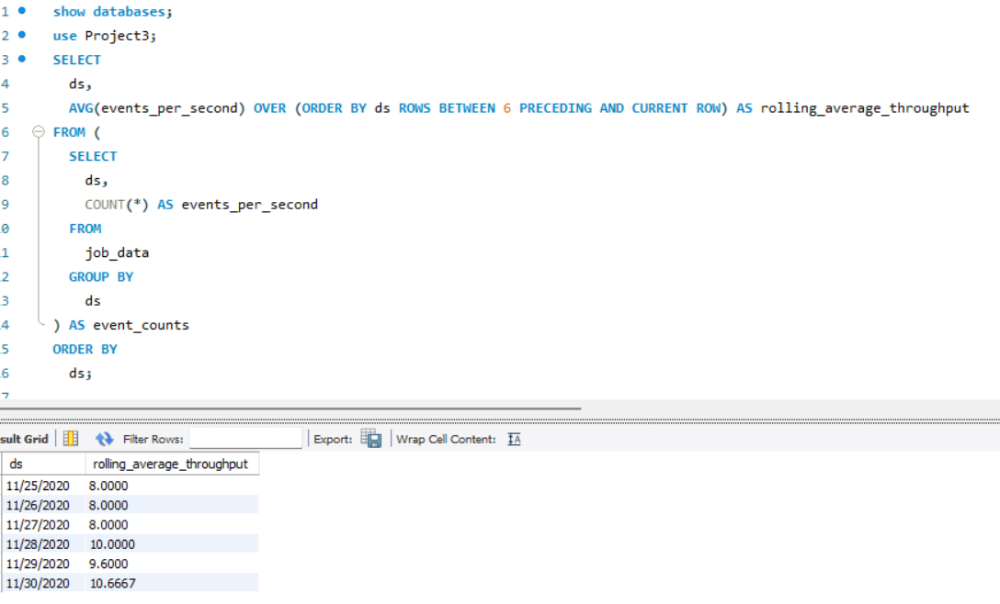 1 show databases;
2 use Project3;
3 SELECT
4 ds,
5 AVG(events_per_second) OVER (ORDER BY ds ROWS BETWEEN 6 PRECEDING AND CURRENT ROW) AS rolling_average_throughput
6 FROM (
7 SELECT
8 ds,
9 COUNT(*) AS events_per_second
0 FROM
1 job_data
2 GROUP BY
3 ds
4 ) AS event_counts
5 ORDER BY
6 ds;
7
sult Grid Filter Rows: Export: Wrap Cell Content:
ds rolling_average_throughput
11/25/2020 8.0000
11/26/2020 8.0000
11/27/2020 8.0000
11/28/2020 10.0000
11/29/2020 9.6000
11/30/2020 10.6667